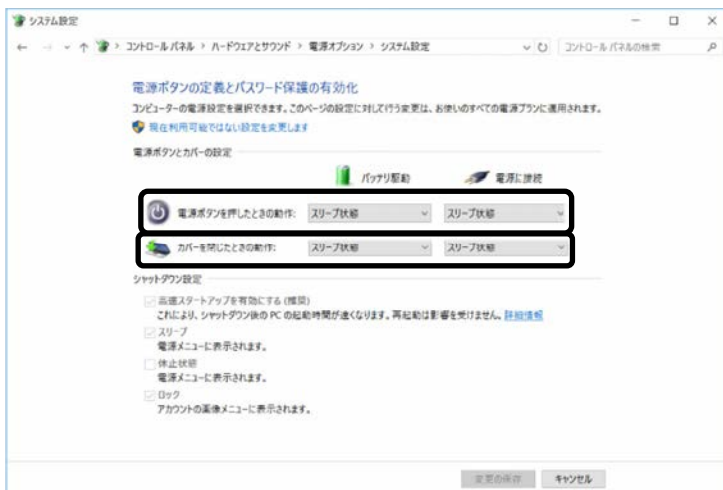 システム設定
コントロール パネル › ハードウェアとサウンド › 電源オプション › システム設定
コントロール パネルの検索
電源ボタンの定義とパスワード保護の有効化
コンピューターの電源設定を選択できます。このページの設定に対して行う変更は、お使いのすべての電源プランに適用されます。
現在利用可能ではない設定を変更します
電源ボタンとカバーの設定
バッテリ駆動 電源に接続
電源ボタンを押したときの動作: スリープ状態 スリープ状態
カバーを閉じたときの動作: スリープ状態 スリープ状態
シャットダウン設定
高速スタートアップを有効にする (推奨)
これにより、シャットダウン後の PC の起動時間が速くなります。再起動は影響を受けません。詳細情報
スリープ
電源メニューに表示されます。
休止状態
電源メニューに表示されます。
ロック
アカウントの画像メニューに表示されます。
変更の保存 キャンセル